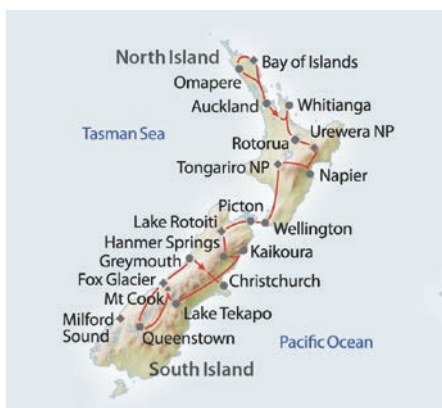 North Island
Bay of Islands
Omapere
Auckland
Whitianga
Tasman Sea
Urewera NP
Rotorua
Tongariro NP
Napier
Picton
Lake Rotoiti
Wellington
Hanmer Springs
Kaikoura
Greymouth
Fox Glacier
Christchurch
Mt Cook
Lake Tekapo
Milford
Sound
Queenstown
Pacific Ocean
South Island